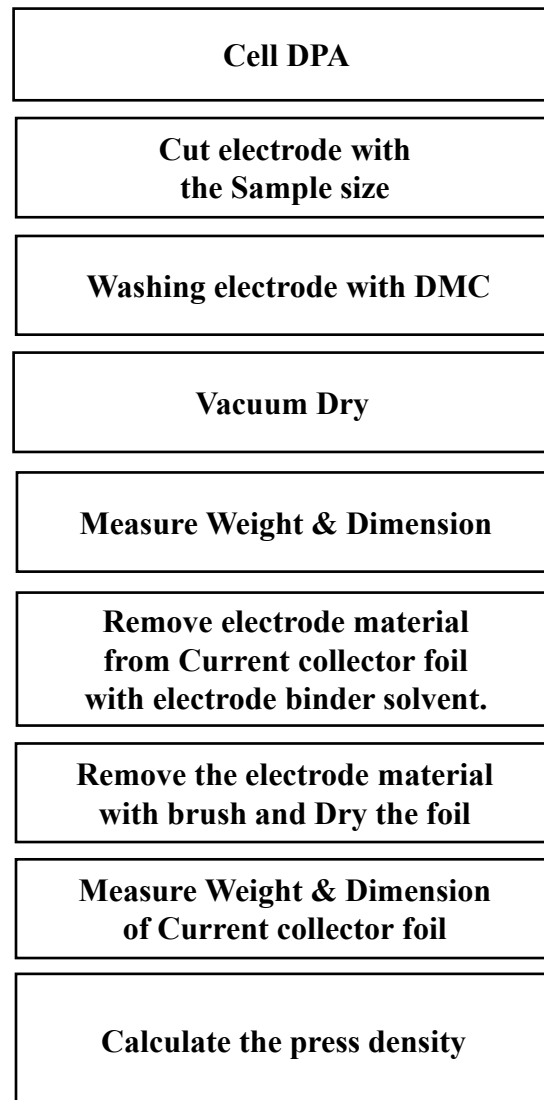 Cell DPA
Cut electrode with
the Sample size
Washing electrode with DMC
Vacuum Dry
Measure Weight & Dimension
Remove electrode material
from Current collector foil
with electrode binder solvent.
Remove the electrode material
with brush and Dry the foil
Measure Weight & Dimension
of Current collector foil
Calculate the press density